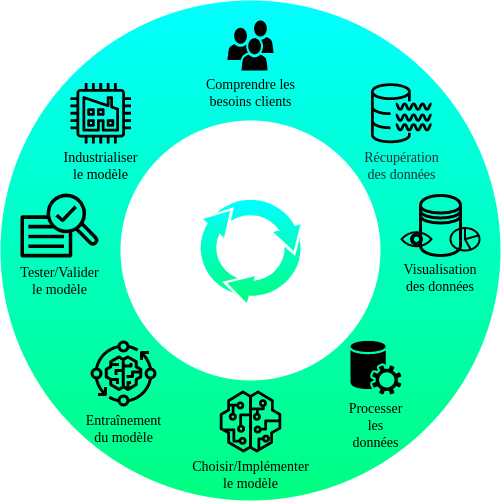 Comprendre les
besoins clients
Récupération
des données
Visualisation
des données
Processer
les
données
Choisir/Implémenter
le modèle
Entraînement
du modèle
Tester/Valider
le modèle
Industrialiser
le modèle